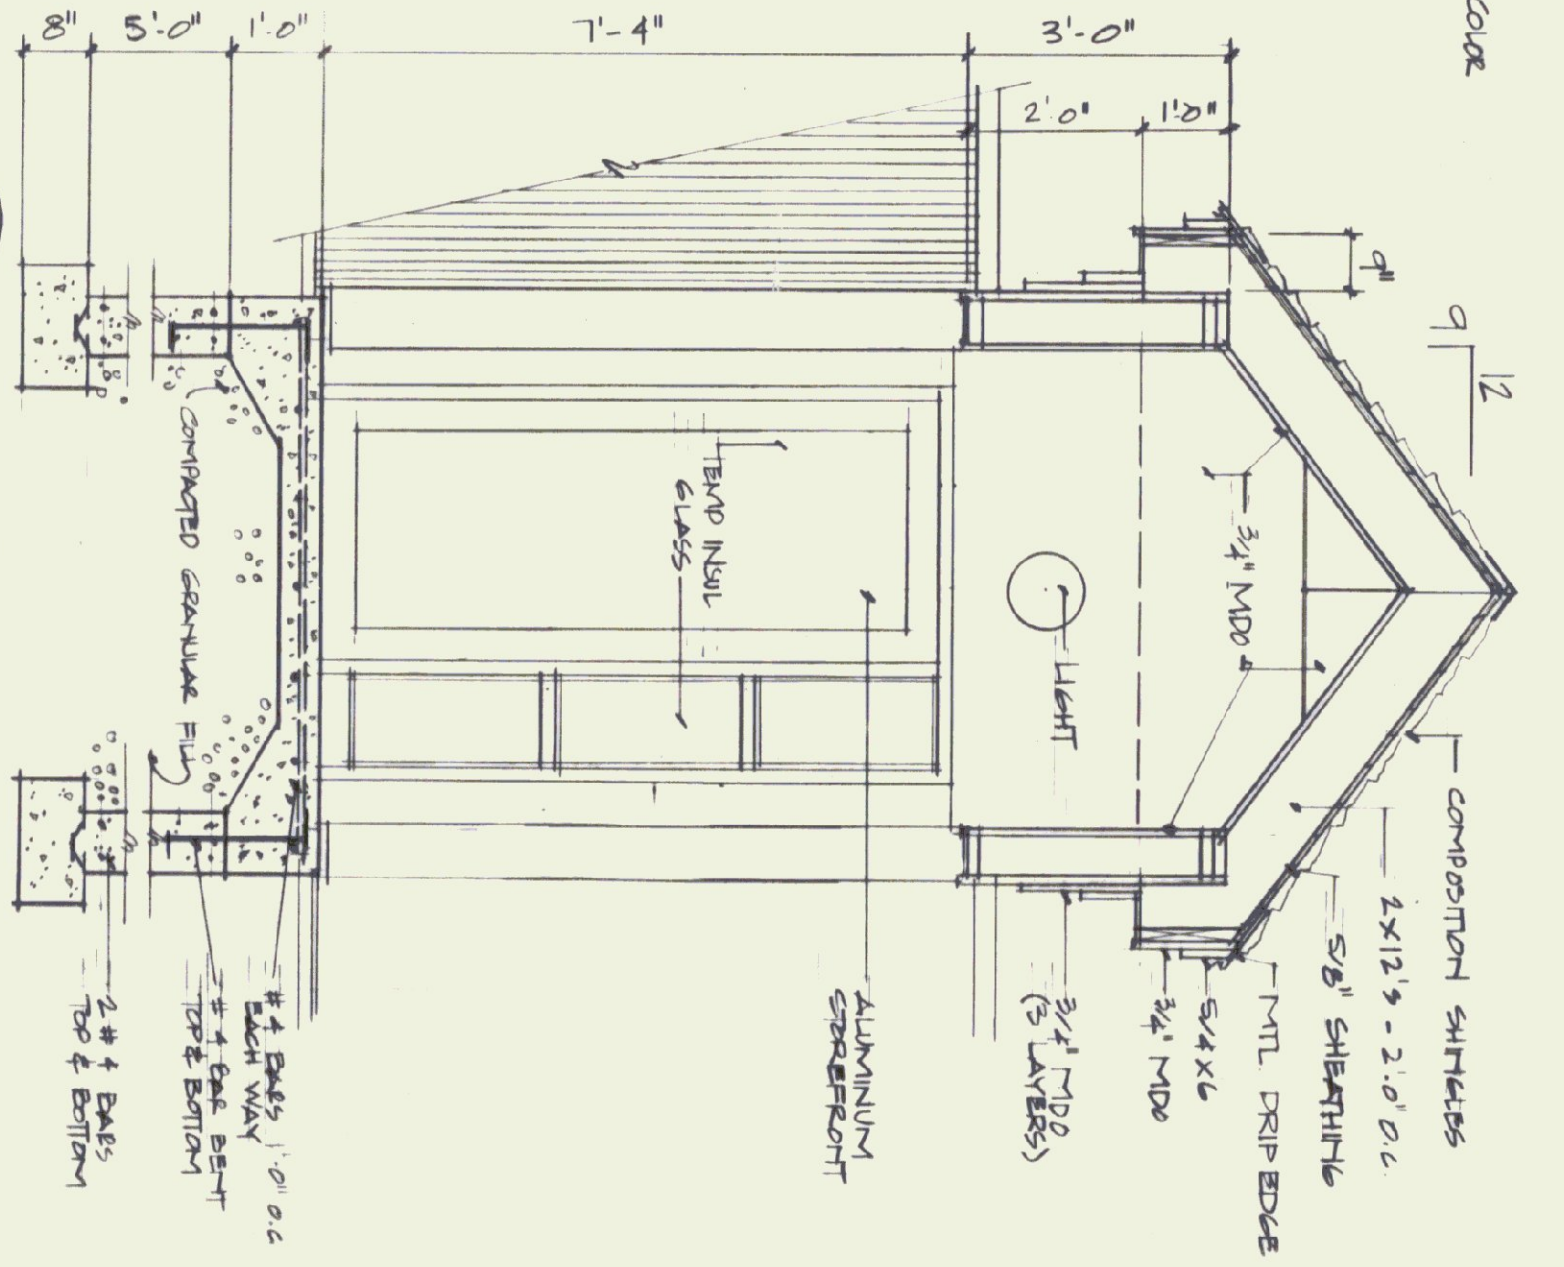 COLOR
9
12
COMPOSITION SHINGLES
2X12'S - 2'.0" O.C.
5/8" SHEATHING
MTL. DRIP EDGE
5/4 X 6
3/4" MDO
3/4" MDO
(3 LAYERS)
3/4" MDO
LIGHT
ALUMINUM
STOREFRONT
TEMP INSUL
GLASS
COMPACTED GRANULAR FILL
#4 BARS 1'.0" O.C
EACH WAY
#4 BAR BENT
TOP & BOTTOM
2 #4 BARS
TOP & BOTTOM
9"
1'.0"
2'.0"
3'-0"
7'-4"
1'-0"
5'-0"
8"